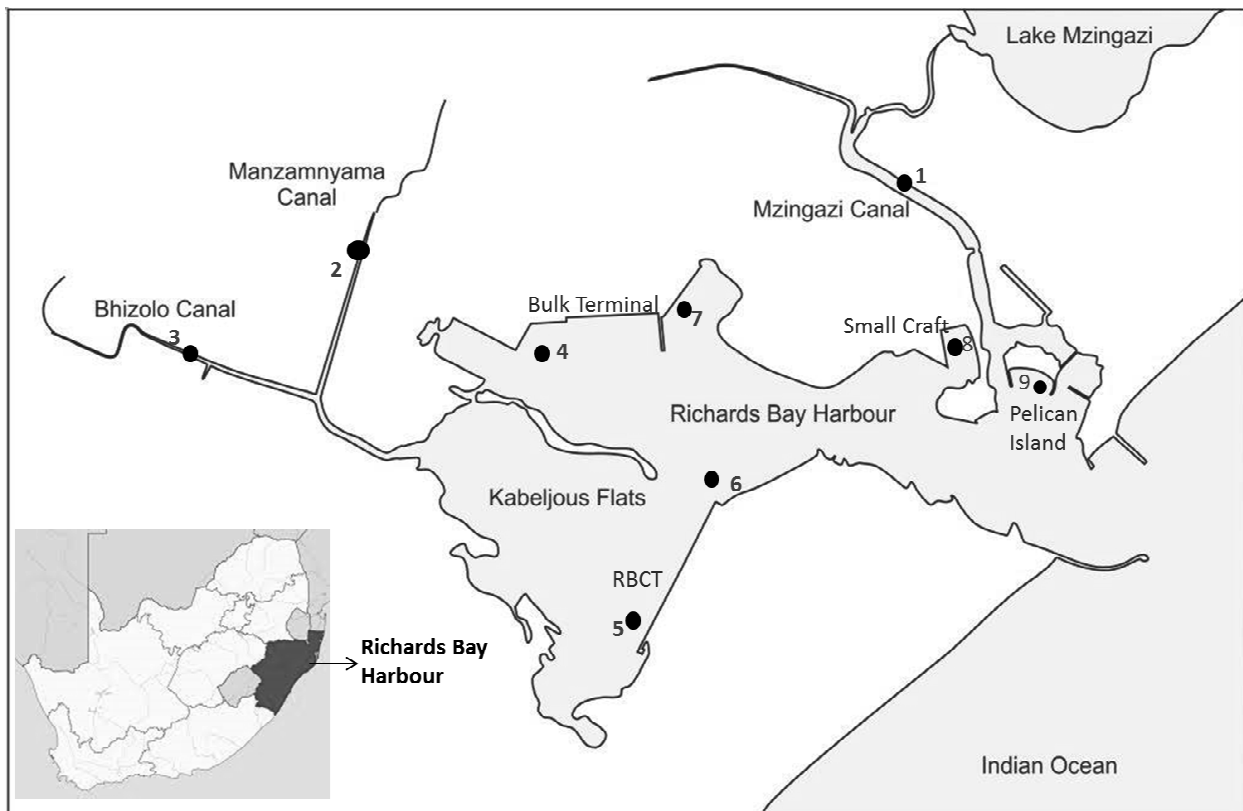 Lake Mzingazi
Manzamnyama
Canal
1
Mzingazi Canal
2
Bhizolo Canal
3
Bulk Terminal
7
4
Small Craft
8
9
Richards Bay Harbour
Pelican
Island
6
Kabeljous Flats
RBCT
5
Richards Bay
Harbour
Indian Ocean